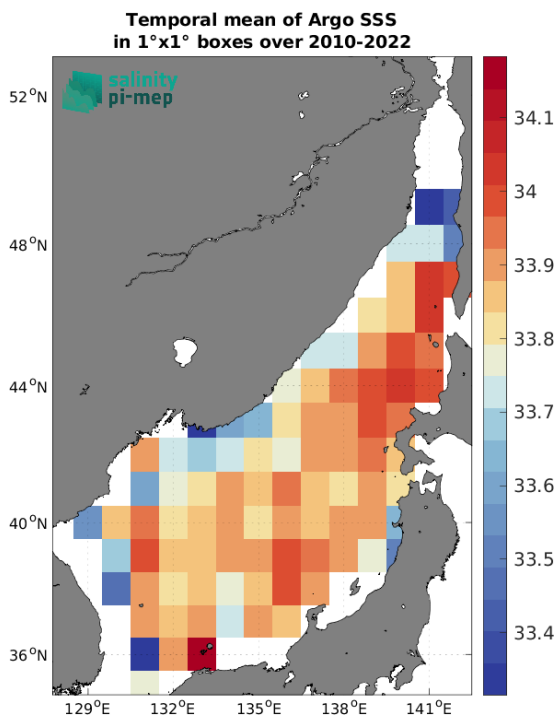 Temporal mean of Argo SSS
in 1°x1° boxes over 2010-2022
salinity
pi-mep
52°N
48°N
44°N
40°N
36°N
129°E
132°E
135°E
138°E
141°E
34.1
34
33.9
33.8
33.7
33.6
33.5
33.4